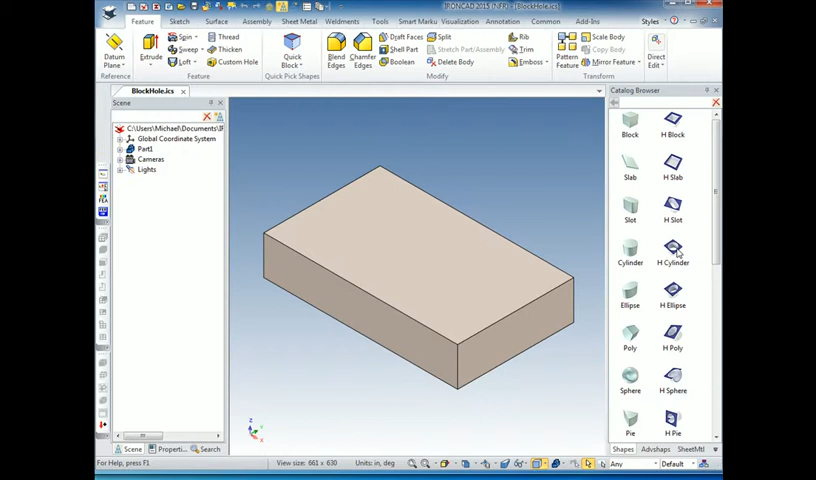 IRONCAD 2015 - [BlockHole.ics]
Feature Sketch Surface Assembly Sheet Metal Weldments Tools Smart Markup Visualization Annotation Common Add-Ins Styles
Spin Thread Draft Faces Split Rib Scale Body
Sweep Thicken Shell Part Stretch Part/Assembly Trim Copy Body
Datum Plane Extrude Loft Custom Hole Quick Block Blend Edges Chamfer Edges Boolean Delete Body Emboss Pattern Feature Mirror Feature Direct Edit
Reference Feature Quick Pick Shapes Modify Transform
BlockHole.ics
Scene
Catalog Browser
C:\Users\Michael\Documents\IF
Global Coordinate System
Part1
Cameras
Lights
Block H Block
Slab H Slab
Slot H Slot
Cylinder H Cylinder
Ellipse H Ellipse
Poly H Poly
Sphere H Sphere
Pie H Pie
Z
Y
X
Scene Properti... Search
Shapes Advshaps SheetMtl
For Help, press F1
View size: 661 x 630
Units: in, deg
Any
Default